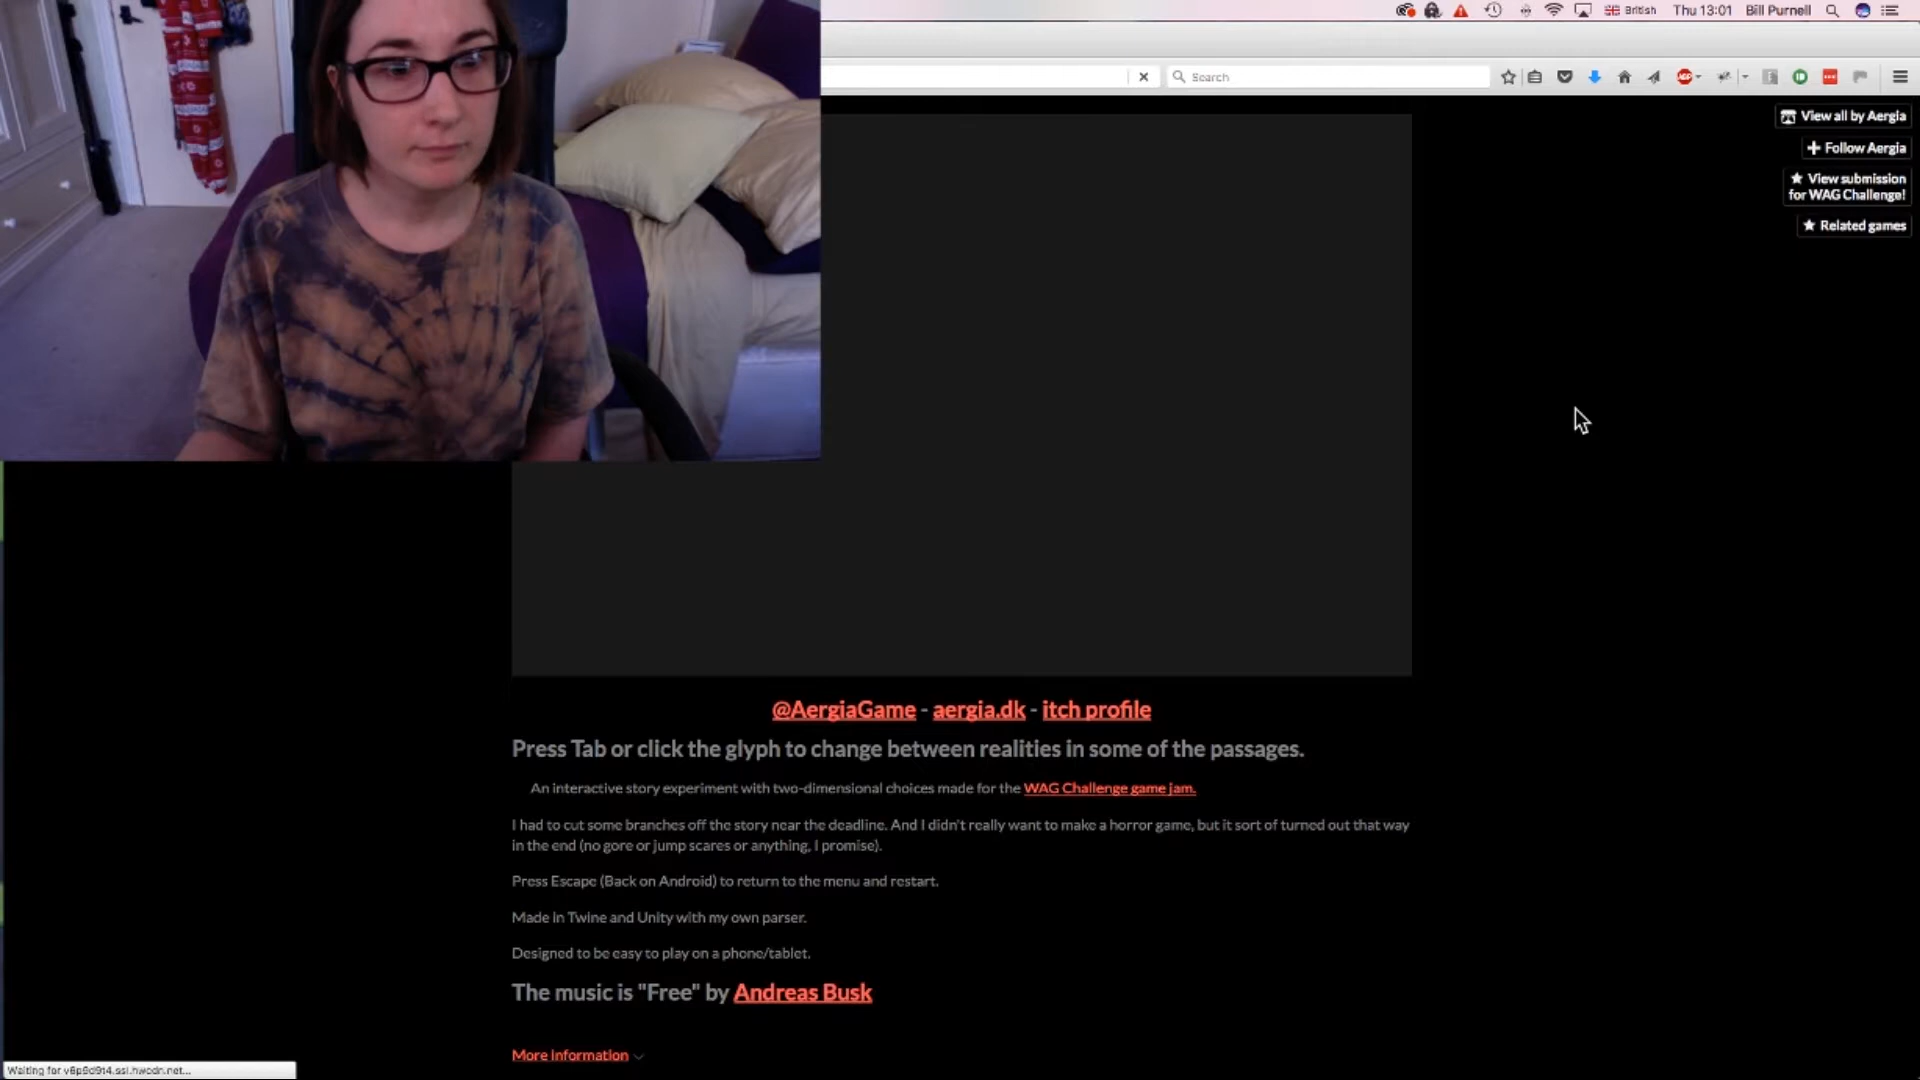 British Thu 13:01 Bill Purnell
Search
View all by Aergia
Follow Aergia
View submission
for WAG Challenge!
Related games
@AergiaGame - aergia.dk - itch profile
Press Tab or click the glyph to change between realities in some of the passages.
An interactive story experiment with two-dimensional choices made for the WAG Challenge game jam.
I had to cut some branches off the story near the deadline. And I didn't really want to make a horror game, but it sort of turned out that way
in the end (no gore or jump scares or anything, I promise).
Press Escape (Back on Android) to return to the menu and restart.
Made in Twine and Unity with my own parser.
Designed to be easy to play on a phone/tablet.
The music is "Free" by Andreas Busk
More information
Waiting for